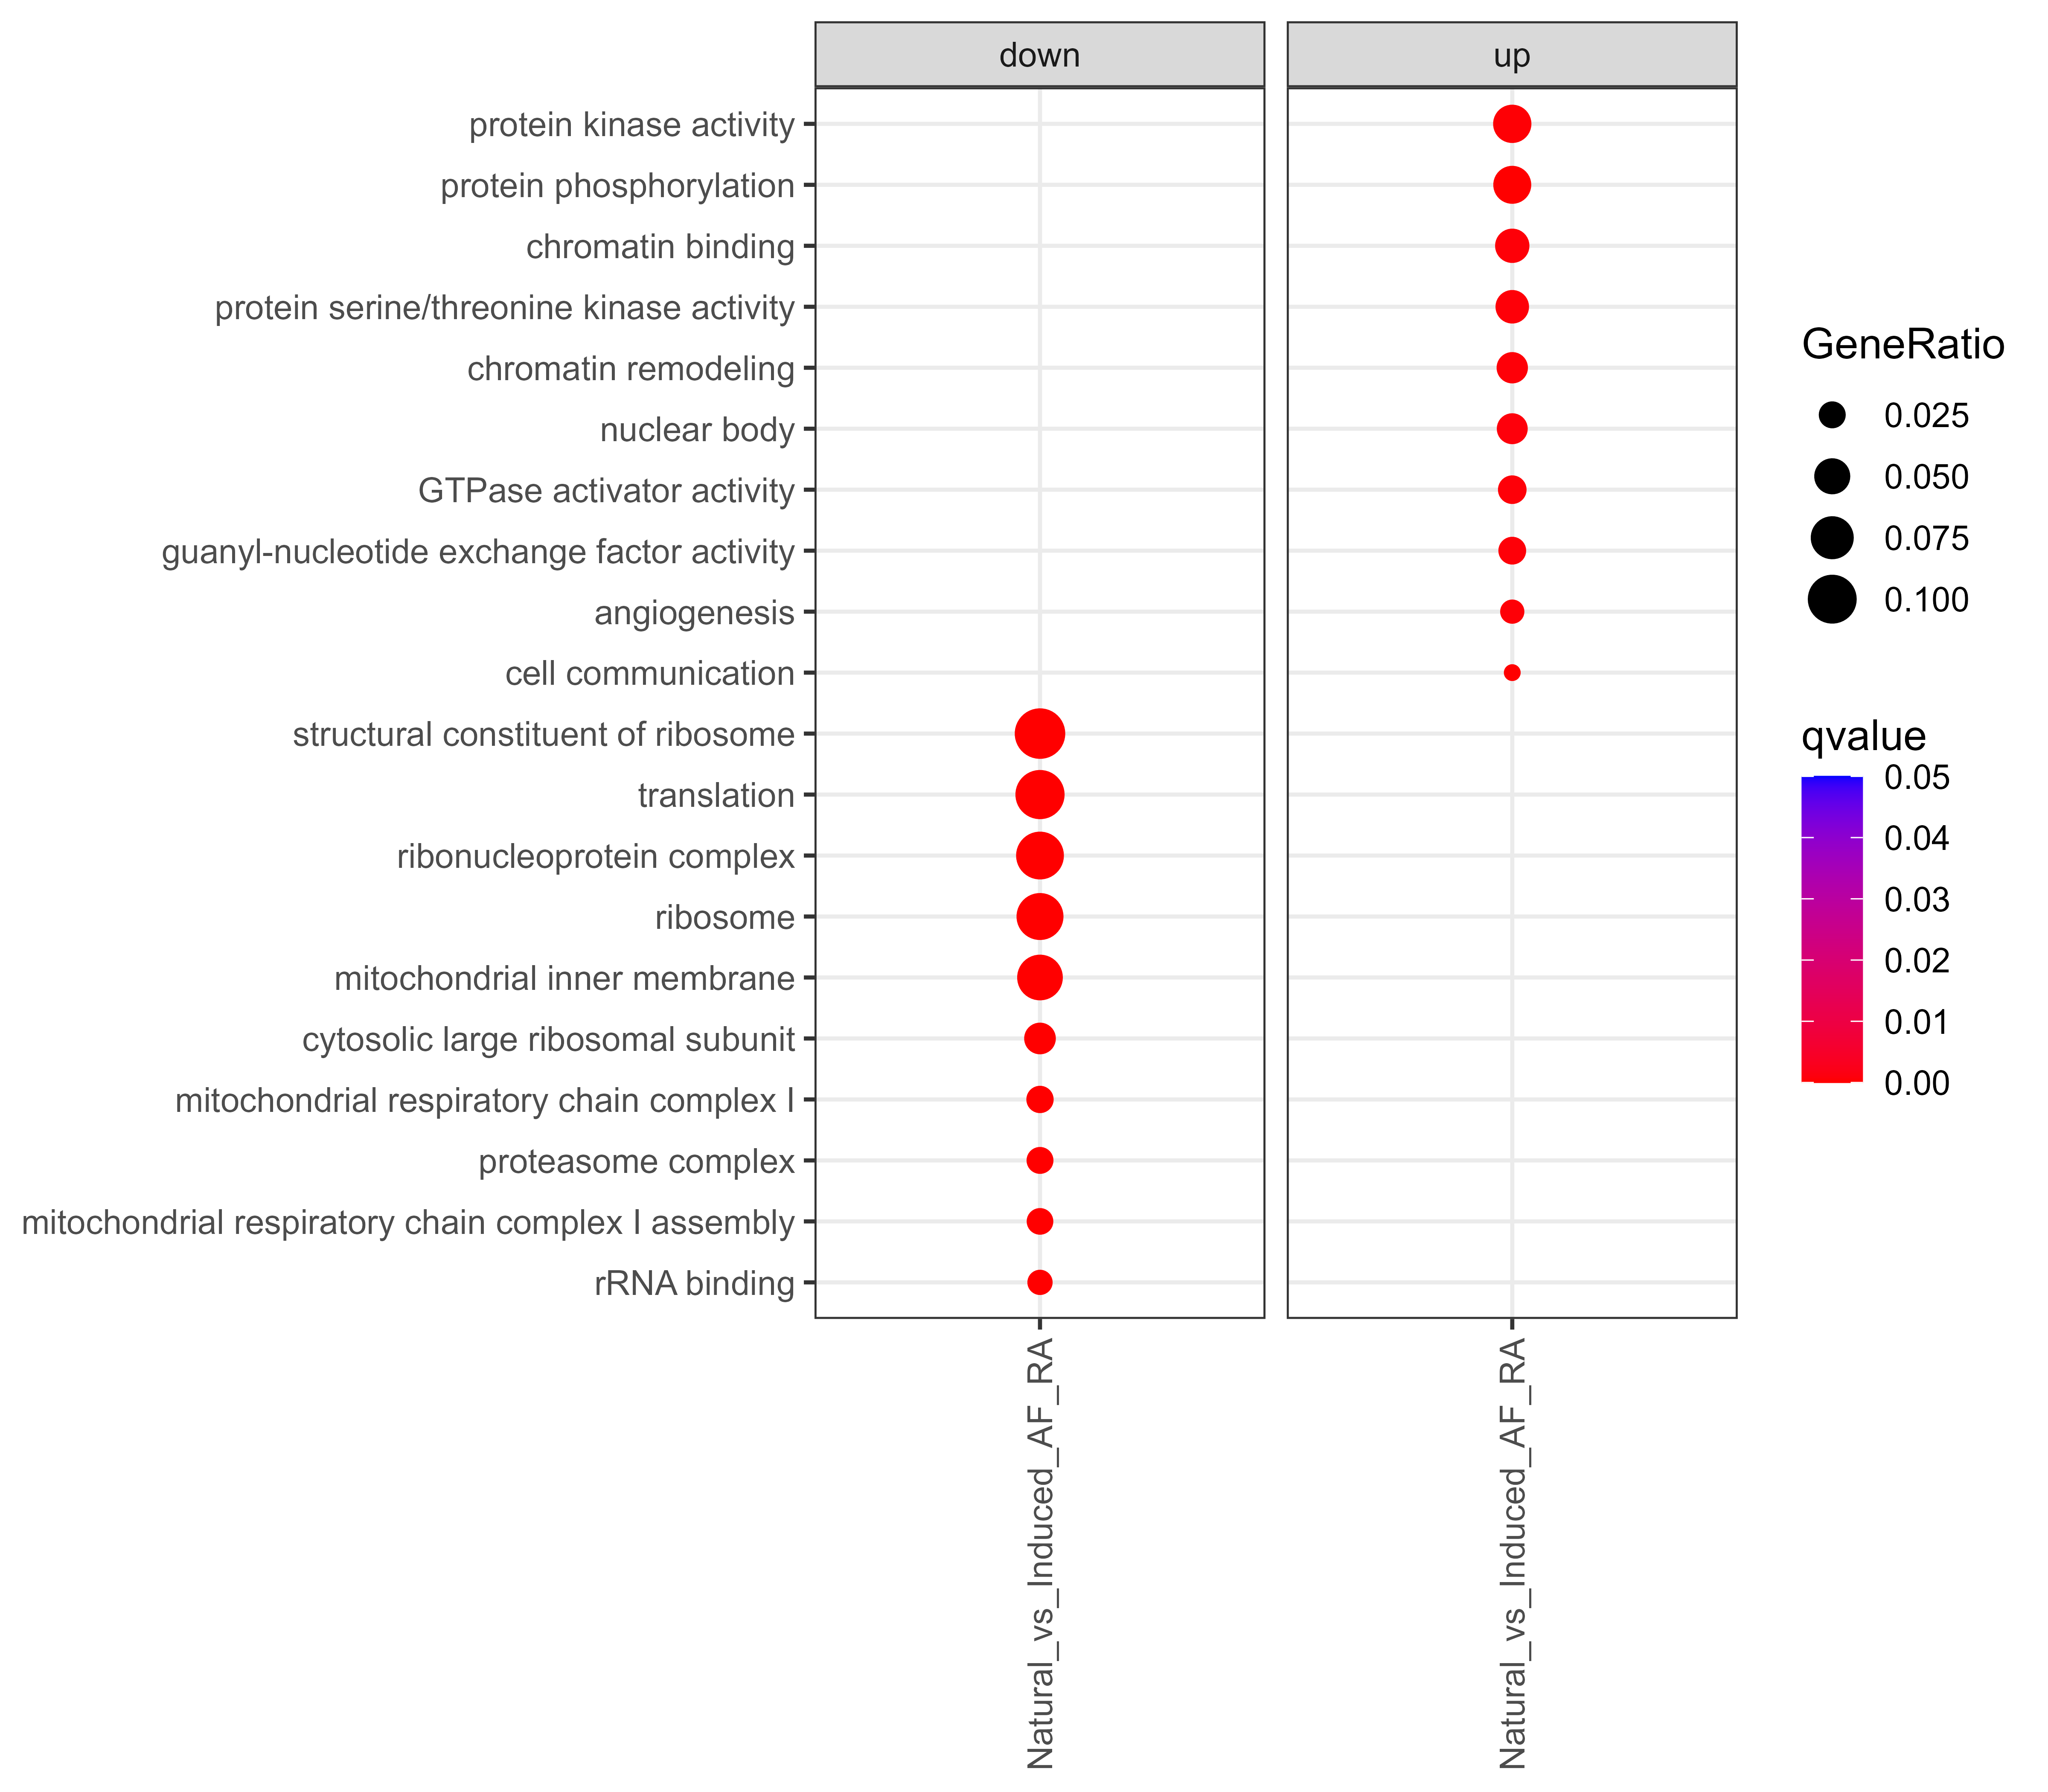 down
up
protein kinase activity
protein phosphorylation
chromatin binding
protein serine/threonine kinase activity
chromatin remodeling
nuclear body
GTPase activator activity
guanyl-nucleotide exchange factor activity
angiogenesis
cell communication
structural constituent of ribosome
translation
ribonucleoprotein complex
ribosome
mitochondrial inner membrane
cytosolic large ribosomal subunit
mitochondrial respiratory chain complex I
proteasome complex
mitochondrial respiratory chain complex I assembly
rRNA binding
Natural_vs_Induced_AF_RA
Natural_vs_Induced_AF_RA
GeneRatio
0.025
0.050
0.075
0.100
qvalue
0.05
0.04
0.03
0.02
0.01
0.00